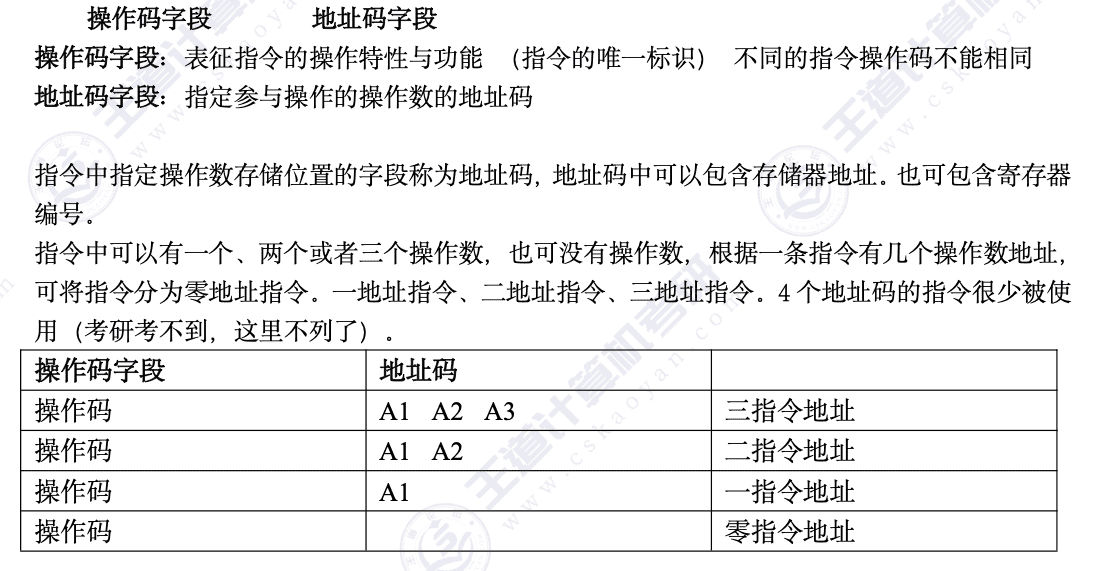 操作码字段 地址码字段
操作码字段：表征指令的操作特性与功能 （指令的唯一标识） 不同的指令操作码不能相同
地址码字段：指定参与操作的操作数的地址码
指令中指定操作数存储位置的字段称为地址码，地址码中可以包含存储器地址。也可包含寄存器
编号。
指令中可以有一个、两个或者三个操作数，也可没有操作数，根据一条指令有几个操作数地址，
可将指令分为零地址指令。一地址指令、二地址指令、三地址指令。4 个地址码的指令很少被使
用（考研考不到，这里不列了）.
操作码字段 地址码
操作码 A1 A2 A3 三指令地址
操作码 A1 A2 二指令地址
操作码 A1 一指令地址
操作码 零指令地址
王道计算机考研
www.cskaoyan.com